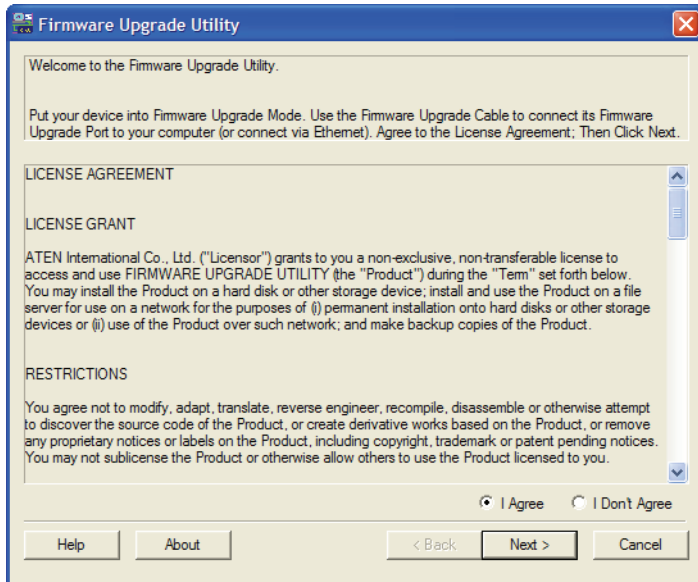 Firmware Upgrade Utility
Welcome to the Firmware Upgrade Utility.
Put your device into Firmware Upgrade Mode. Use the Firmware Upgrade Cable to connect its Firmware
Upgrade Port to your computer (or connect via Ethernet). Agree to the License Agreement; Then Click Next.
LICENSE AGREEMENT
LICENSE GRANT
ATEN International Co., Ltd. ("Licensor") grants to you a non-exclusive, non-transferable license to
access and use FIRMWARE UPGRADE UTILITY (the "Product") during the "Term" set forth below.
You may install the Product on a hard disk or other storage device; install and use the Product on a file
server for use on a network for the purposes of (i) permanent installation onto hard disks or other storage
devices or (ii) use of the Product over such network; and make backup copies of the Product.
RESTRICTIONS
You agree not to modify, adapt, translate, reverse engineer, recompile, disassemble or otherwise attempt
to discover the source code of the Product, or create derivative works based on the Product, or remove
any proprietary notices or labels on the Product, including copyright, trademark or patent pending notices.
You may not sublicense the Product or otherwise allow others to use the Product licensed to you.
I Agree I Don't Agree
Help About < Back Next > Cancel